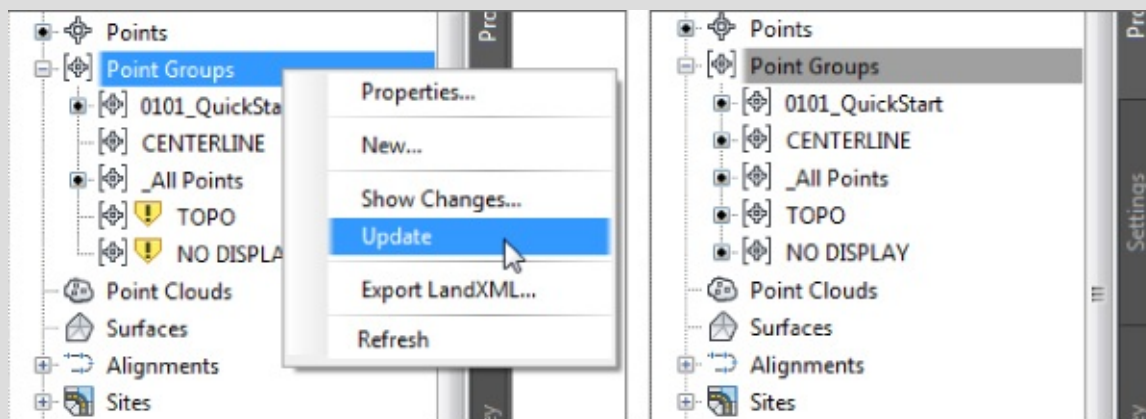 Points
Point Groups
0101_QuickSta
CENTERLINE
_All Points
TOPO
NO DISPLA
Point Clouds
Surfaces
Alignments
Sites
Properties...
New...
Show Changes...
Update
Export LandXML...
Refresh
Points
Point Groups
0101_QuickStart
CENTERLINE
_All Points
TOPO
NO DISPLAY
Point Clouds
Surfaces
Alignments
Sites
Settings